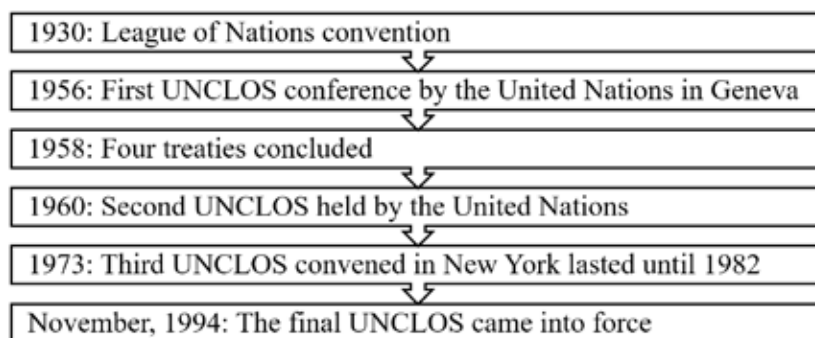 1930: League of Nations convention
1956: First UNCLOS conference by the United Nations in Geneva
1958: Four treaties concluded
1960: Second UNCLOS held by the United Nations
1973: Third UNCLOS convened in New York lasted until 1982
November, 1994: The final UNCLOS came into force